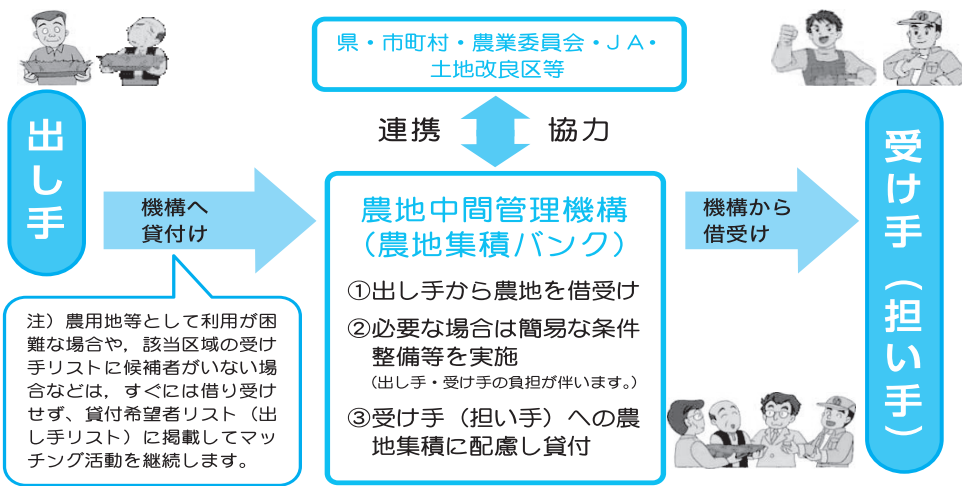 県・市町村・農業委員会・ＪＡ・
土地改良区等
連携
協力
出し手
機構へ
貸付け
農地中間管理機構
（農地集積バンク）
①出し手から農地を借受け
②必要な場合は簡易な条件
整備等を実施
（出し手・受け手の負担が伴います。）
③受け手（担い手）への農
地集積に配慮し貸付
機構から
借受け
受け手（担い手）
注）農用地等として利用が困
難な場合や，該当区域の受け
手リストに候補者がいない場
合などは，すぐには借り受け
せず、貸付希望者リスト（出
し手リスト）に掲載してマッ
チング活動を継続します。